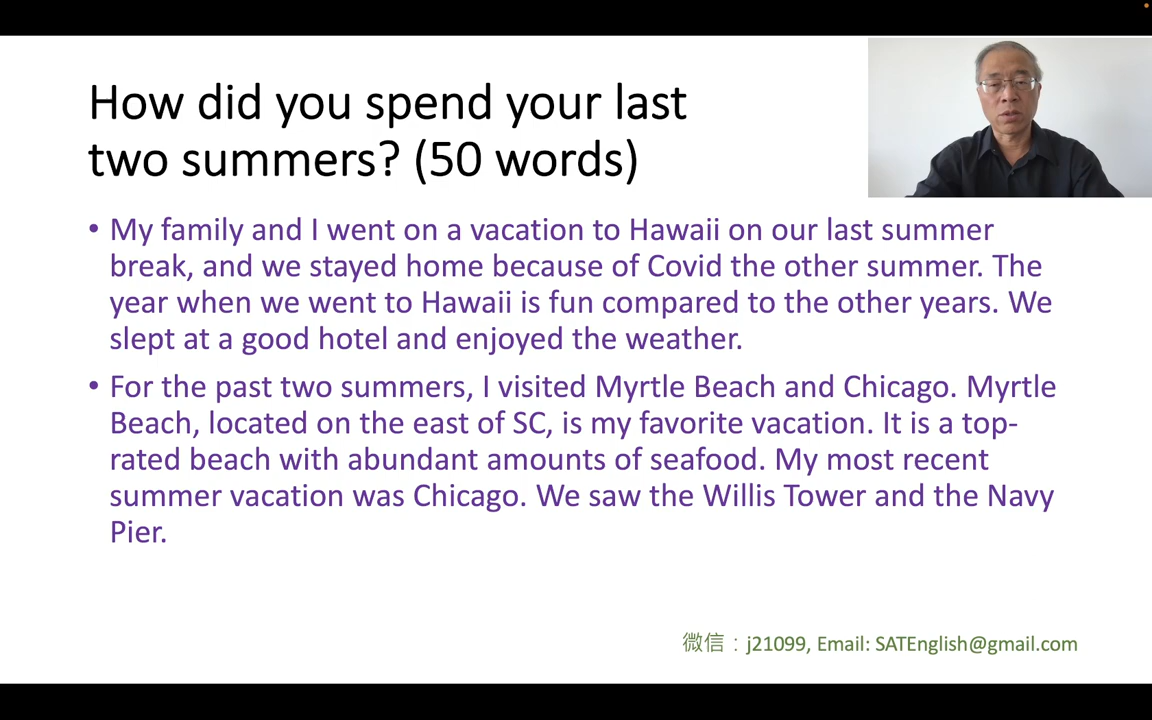 How did you spend your last
two summers? (50 words)
• My family and I went on a vacation to Hawaii on our last summer
break, and we stayed home because of Covid the other summer. The
year when we went to Hawaii is fun compared to the other years. We
slept at a good hotel and enjoyed the weather.
• For the past two summers, I visited Myrtle Beach and Chicago. Myrtle
Beach, located on the east of SC, is my favorite vacation. It is a top-
rated beach with abundant amounts of seafood. My most recent
summer vacation was Chicago. We saw the Willis Tower and the Navy
Pier.
微信：j21099, Email: SATEnglish@gmail.com